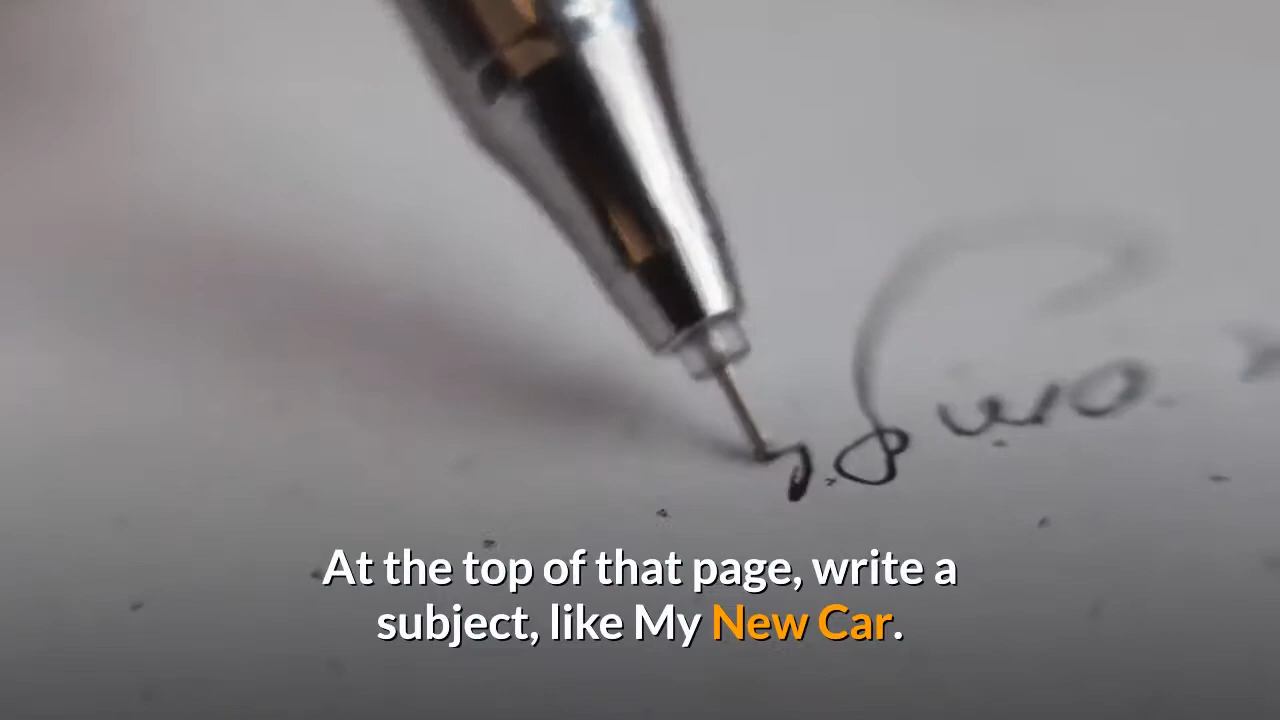 At the top of that page, write a
subject, like My New Car.